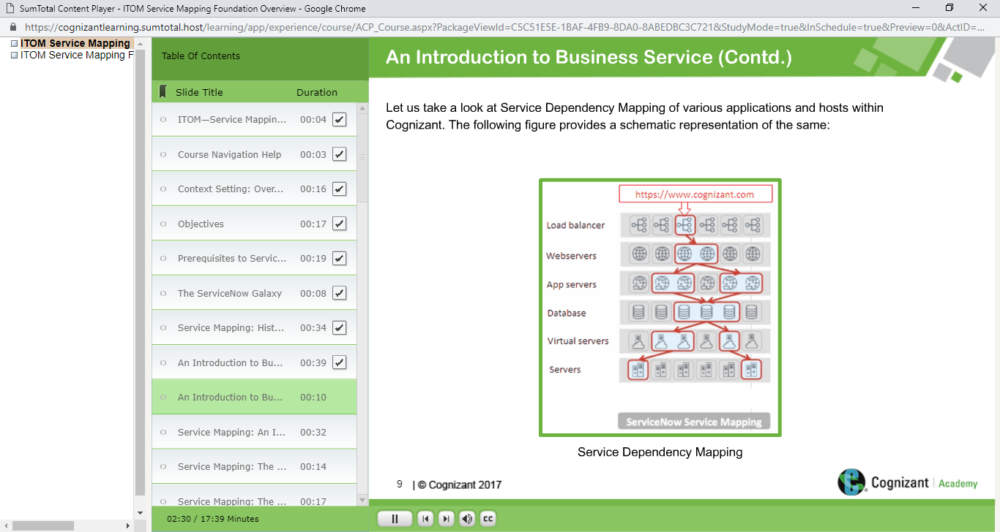 SumTotal Content Player - ITOM Service Mapping Foundation Overview - Google Chrome
https://cognizantlearning.sumtotal.host/learning/app/experience/course/ACP_Course.aspx?PackageViewId=C5C51E5E-1BAF-4FB9-8DA0-8ABEDBC3C721&StudyMode=true&InSchedule=true&Preview=0&ActID=...
ITOM Service Mapping
ITOM Service Mapping F
Table Of Contents
Slide Title Duration
ITOM—Service Mappin... 00:04
Course Navigation Help 00:03
Context Setting: Over... 00:16
Objectives 00:17
Prerequisites to Servic... 00:19
The ServiceNow Galaxy 00:08
Service Mapping: Hist... 00:34
An Introduction to Bu... 00:39
An Introduction to Bu... 00:10
Service Mapping: An I... 00:32
Service Mapping: The ... 00:14
Service Mapping: The ... 00:17
02:30 / 17:39 Minutes
An Introduction to Business Service (Contd.)
Let us take a look at Service Dependency Mapping of various applications and hosts within
Cognizant. The following figure provides a schematic representation of the same:
https://www.cognizant.com
Load balancer
Webservers
App servers
Database
Virtual servers
Servers
ServiceNow Service Mapping
Service Dependency Mapping
9 | © Cognizant 2017
Cognizant | Academy
CC